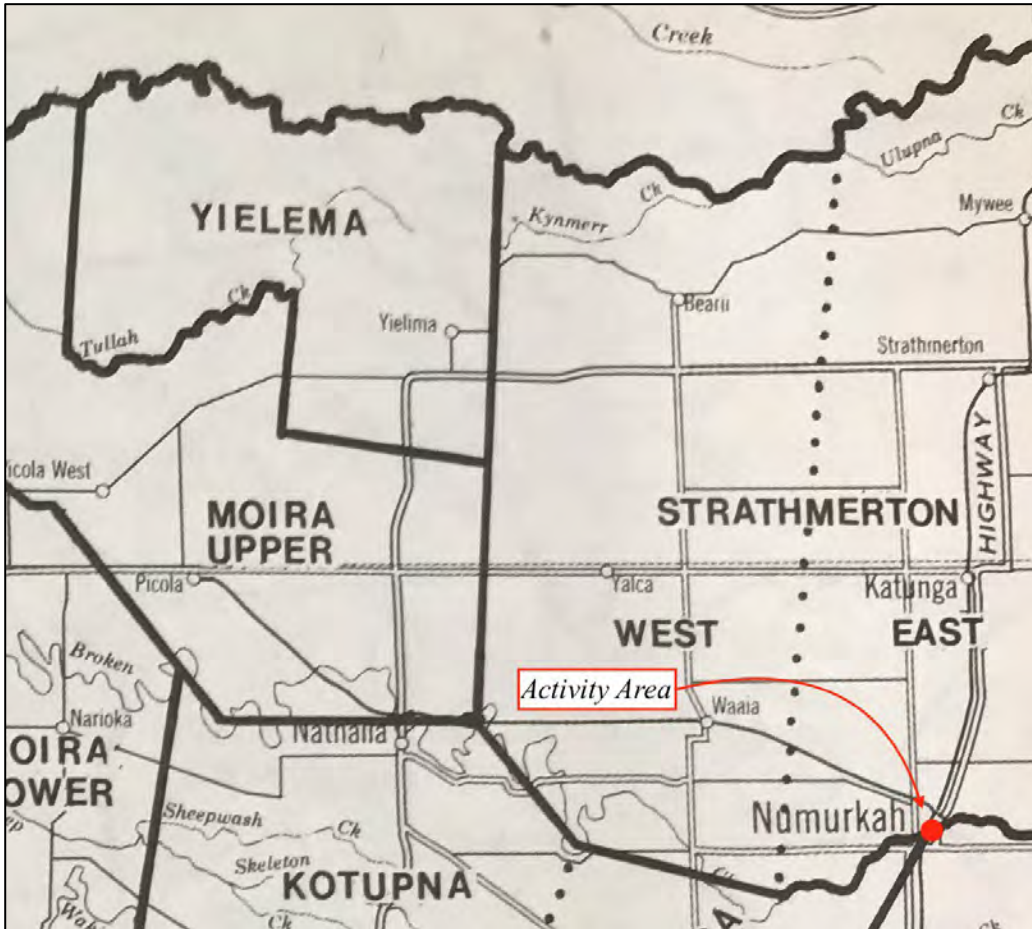 Creek
Ulupna Ck
Mywee
YIELEMA
Kynmerr Ck
Ck
Tullah
Yielima
Bearii
Strathmerton
icola West
MOIRA
UPPER
STRATHMERTON
HIGHWAY
Picola
Yalca
Katunga
WEST
EAST
Broken
Activity Area
Narioka
Nathalia
Waaia
OIRA
OWER
Sheepwash Ck
Numurkah
Skeleton
Ck
KOTUPNA
A
Ck